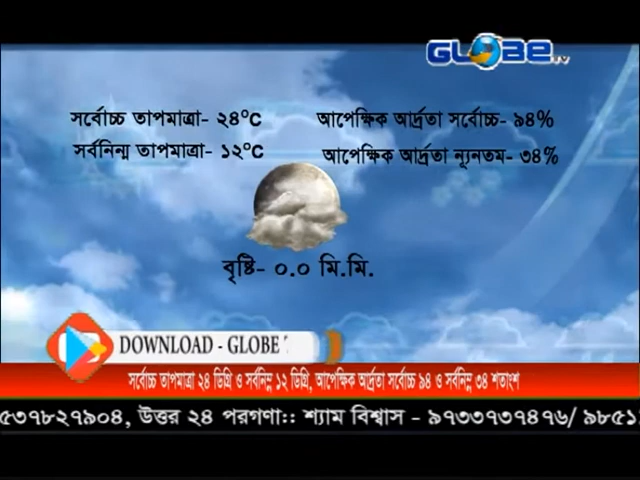 GLOBE TV
সর্বোচ্চ তাপমাত্রা- ২৪°C
আপেক্ষিক আর্দ্রতা সর্বোচ্চ- ৯৪%
সর্বনিন্ম তাপমাত্রা- ১২°C
আপেক্ষিক আর্দ্রতা ন্যূনতম- ৩৪%
বৃষ্টি- ০.০ মি.মি.
DOWNLOAD - GLOBE
সর্বোচ্চ তাপমাত্রা ২৪ ডিগ্রি ও সর্বনিম্ন ১২ ডিগ্রি, আপেক্ষিক আর্দ্রতা সর্বোচ্চ ৯৪ ও সর্বনিম্ন ৩৪ শতাংশ
৫৩৭৮২৭৯০৪, উত্তর ২৪ পরগণা:: শ্যাম বিশ্বাস - ৯৭৩৩৭৩৭৪৭৬/ ৯৮৫১